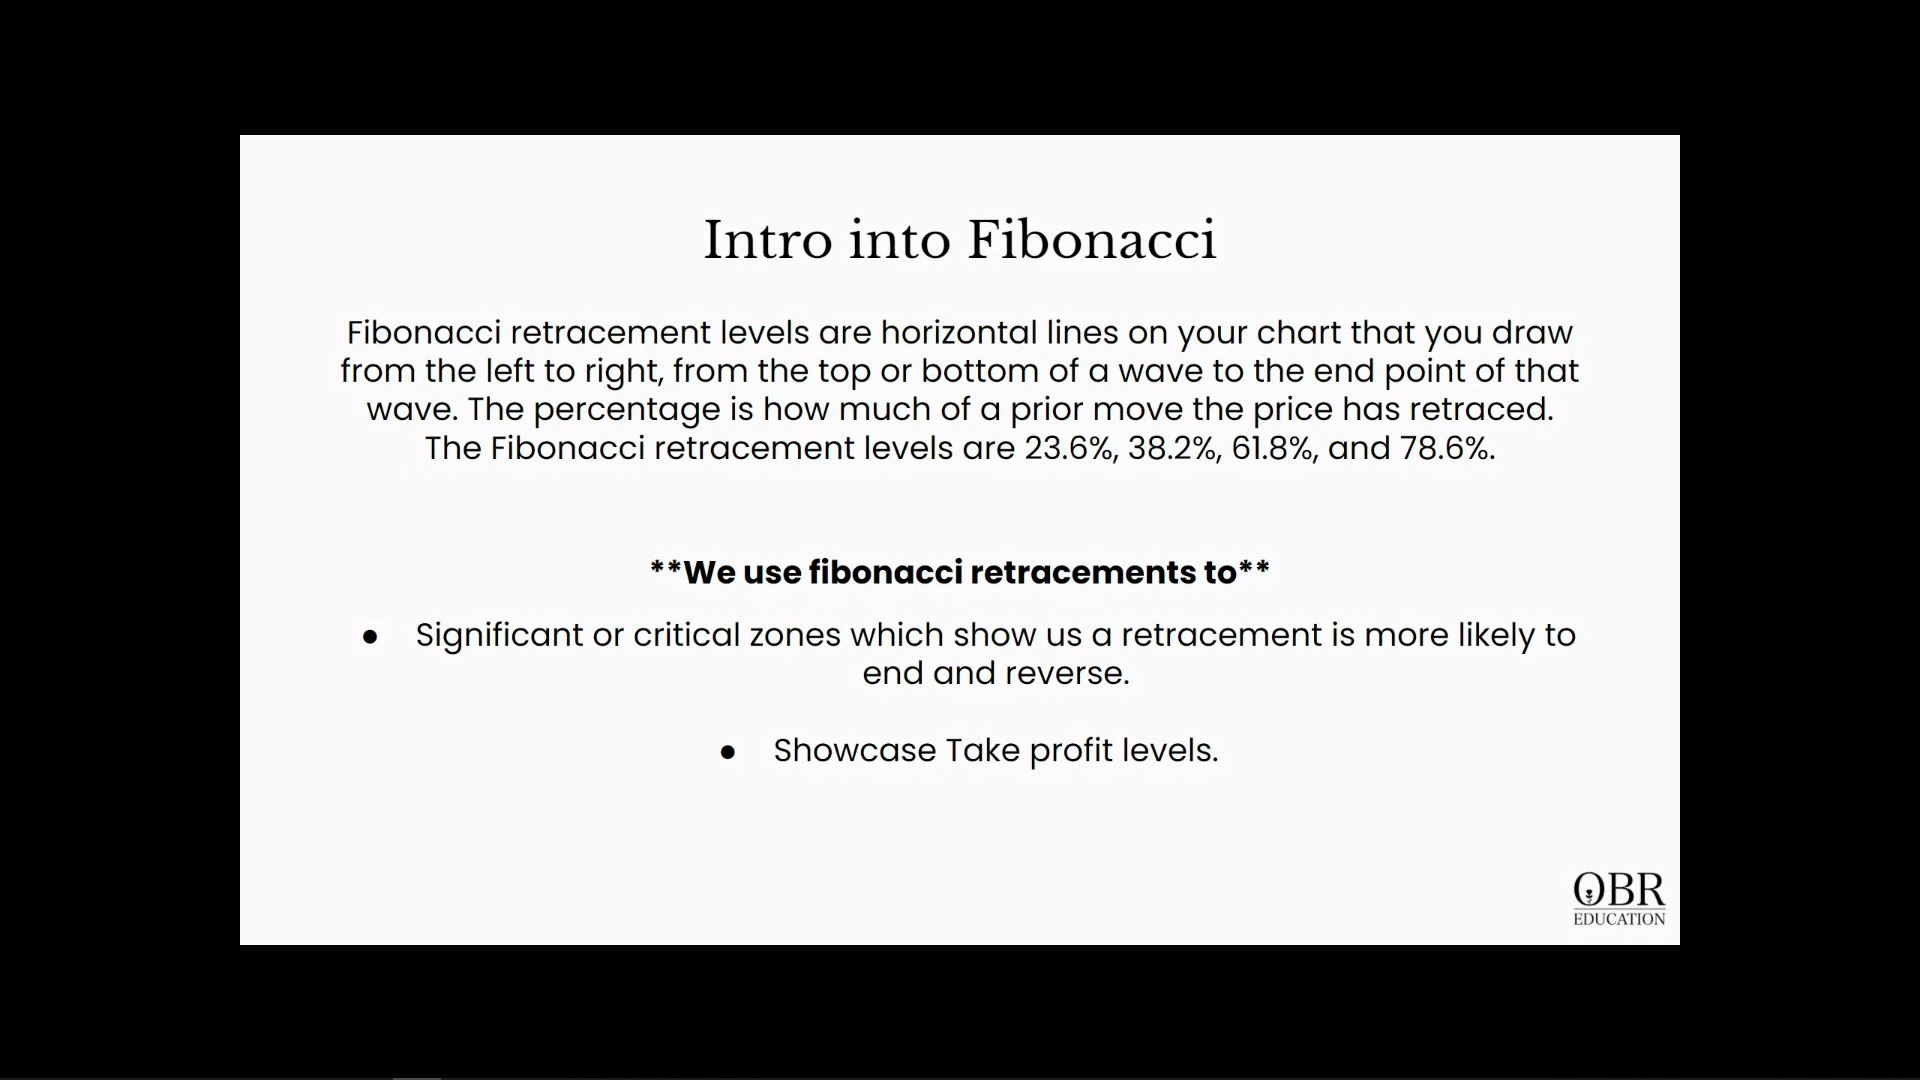 Intro into Fibonacci
Fibonacci retracement levels are horizontal lines on your chart that you draw
from the left to right, from the top or bottom of a wave to the end point of that
wave. The percentage is how much of a prior move the price has retraced.
The Fibonacci retracement levels are 23.6%, 38.2%, 61.8%, and 78.6%.
**We use fibonacci retracements to**
● Significant or critical zones which show us a retracement is more likely to
end and reverse.
● Showcase Take profit levels.
OBR
EDUCATION